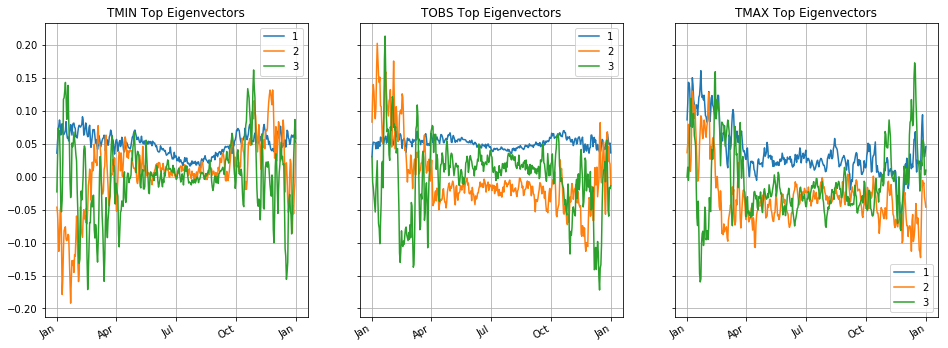 TMIN Top Eigenvectors
TOBS Top Eigenvectors
TMAX Top Eigenvectors
0.20
0.15
0.10
0.05
0.00
−0.05
−0.10
−0.15
−0.20
1
2
3
1
2
3
1
2
3
Jan
Apr
Jul
Oct
Jan
Jan
Apr
Jul
Oct
Jan
Jan
Apr
Jul
Oct
Jan